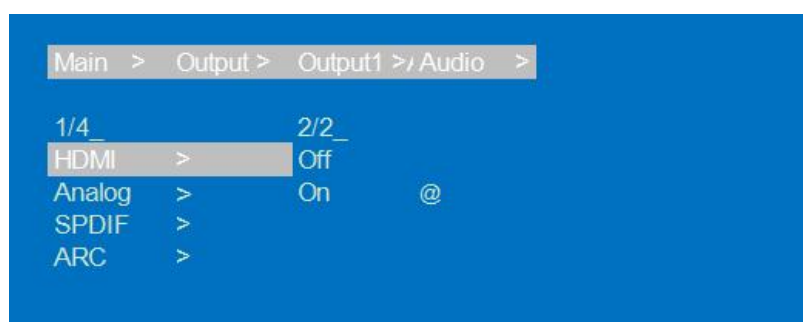 Main > Output > Output1 >/ Audio >
1/4_ 2/2_
HDMI > Off
Analog > On @
SPDIF >
ARC >